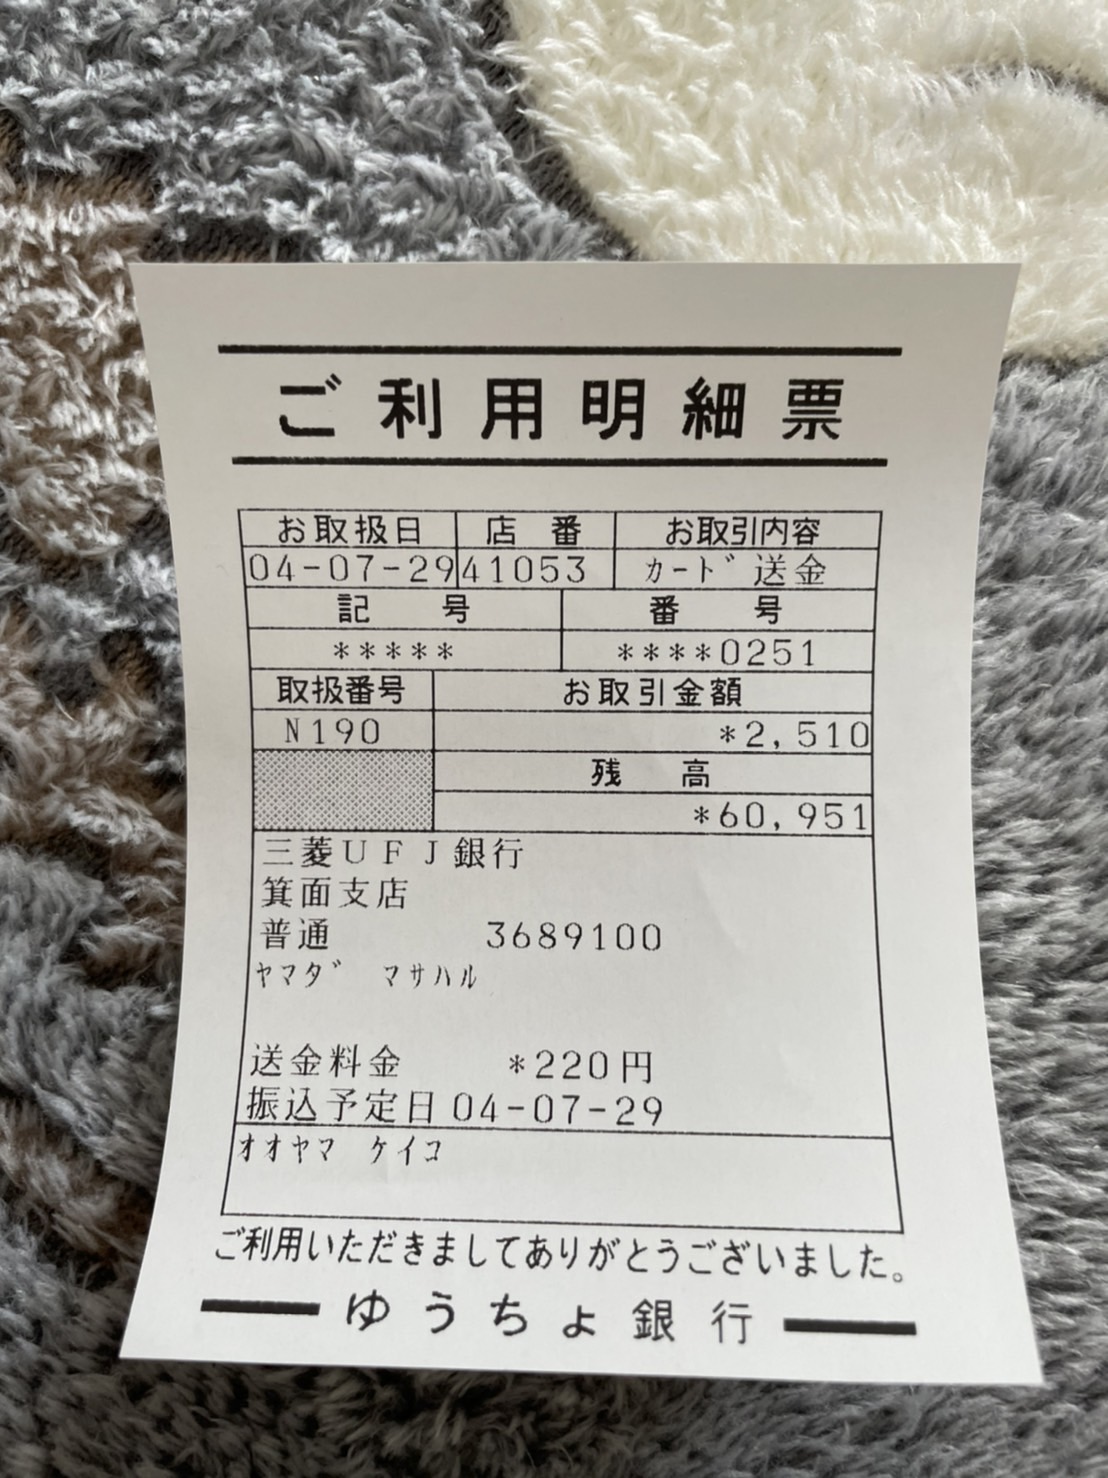 ご利用明細票
お取扱日 店番 お取引内容
04-07-29 41053 カード送金
記号 番号
***** ****0251
取扱番号 お取引金額
N190 *2,510
残高
*60,951
三菱UFJ銀行
箕面支店
普通 3689100
ヤマダ マサハル
送金料金 *220円
振込予定日 04-07-29
オオヤマ ケイコ
ご利用いただきましてありがとうございました。
ゆうちょ銀行